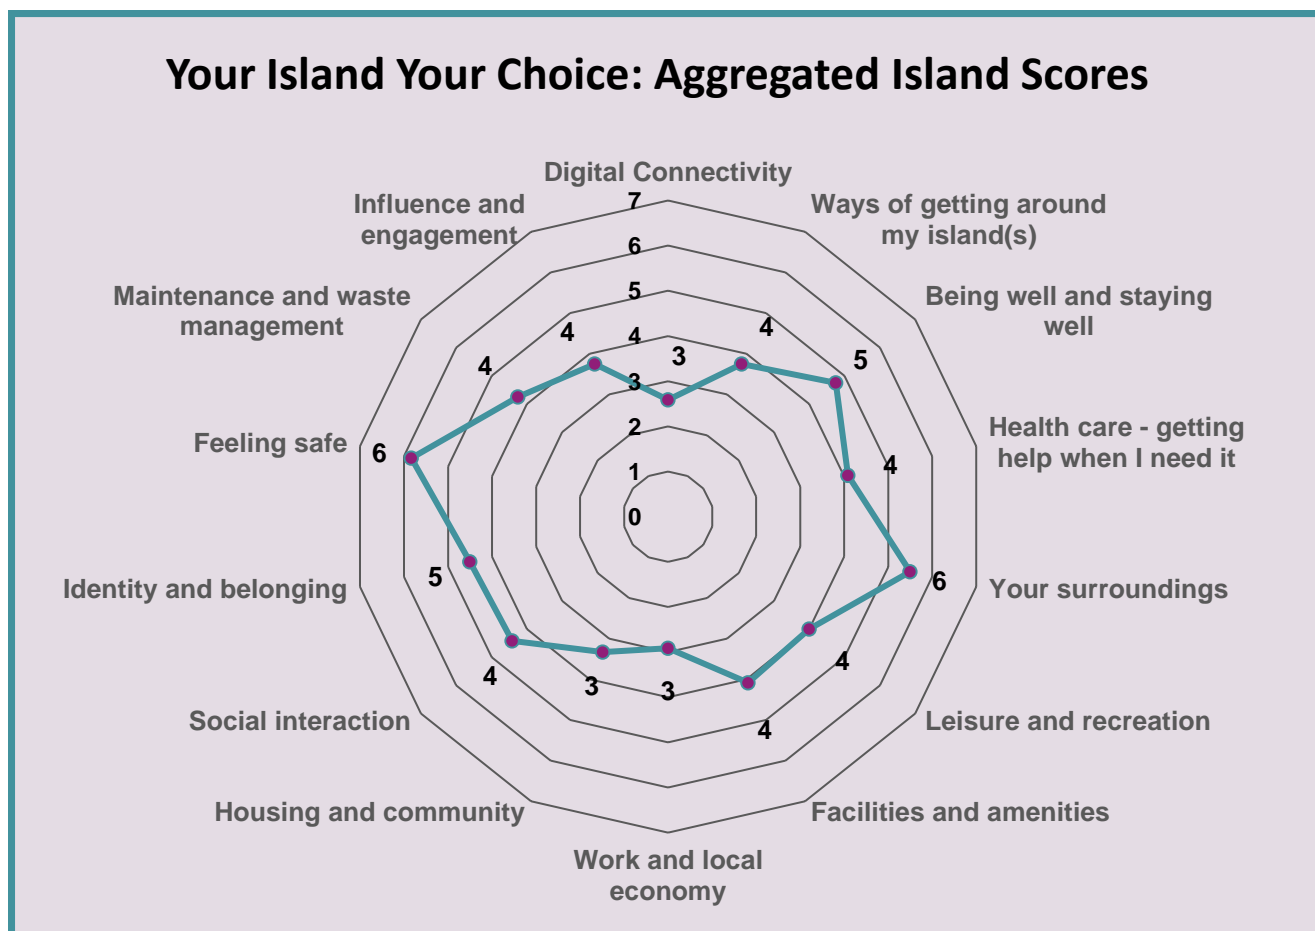 Your Island Your Choice: Aggregated Island Scores
Digital Connectivity
Ways of getting around
my island(s)
Being well and staying
well
Health care - getting
help when I need it
Your surroundings
Leisure and recreation
Facilities and amenities
Work and local
economy
Housing and community
Social interaction
Identity and belonging
Feeling safe
Maintenance and waste
management
Influence and
engagement
7
6
5
4
3
2
1
0
3
4
5
4
6
4
4
3
3
4
5
6
4
4